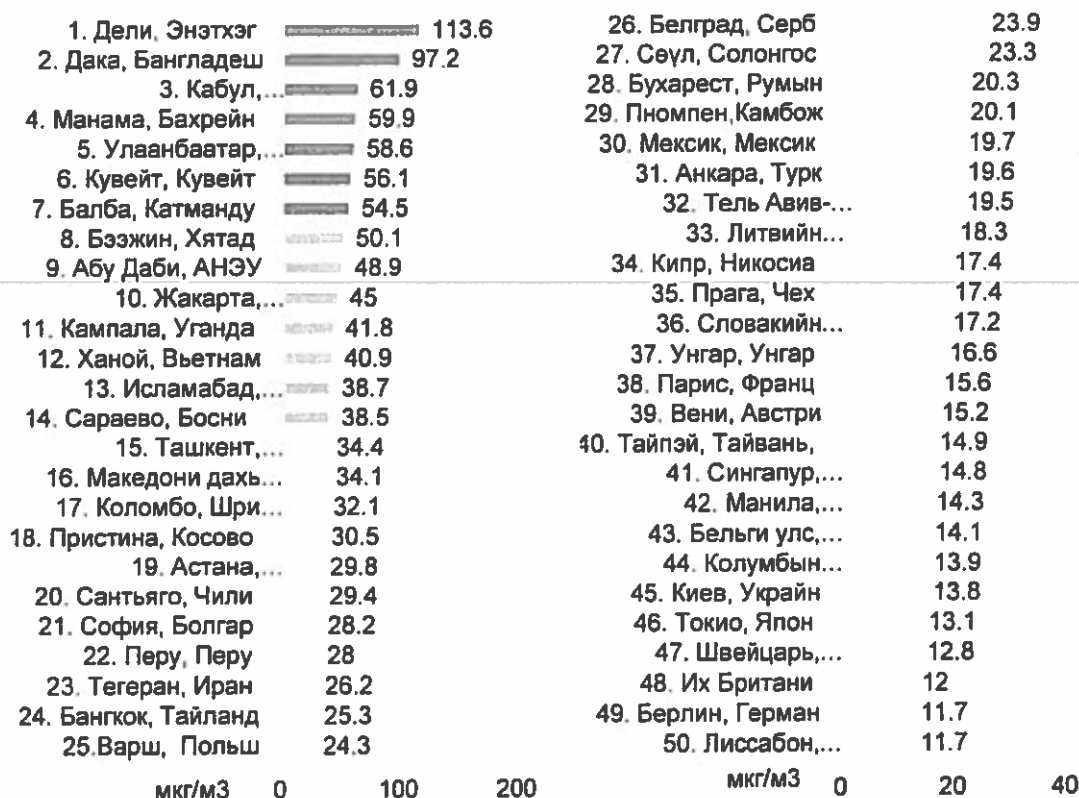 1. Дели, Энэтхэг 113.6
2. Дака, Бангладеш 97.2
3. Кабул,... 61.9
4. Манама, Бахрейн 59.9
5. Улаанбаатар,... 58.6
6. Кувейт, Кувейт 56.1
7. Балба, Катманду 54.5
8. Бээжин, Хятад 50.1
9. Абу Даби, АНЭУ 48.9
10. Жакарта,... 45
11. Кампала, Уганда 41.8
12. Ханой, Вьетнам 40.9
13. Исламабад,... 38.7
14. Сараево, Босни 38.5
15. Ташкент,... 34.4
16. Македони дахь... 34.1
17. Коломбо, Шри... 32.1
18. Пристина, Косово 30.5
19. Астана,... 29.8
20. Сантьяго, Чили 29.4
21. София, Болгар 28.2
22. Перу, Перу 28
23. Тегеран, Иран 26.2
24. Бангкок, Тайланд 25.3
25.Варш, Польш 24.3
мкг/м3 0 100 200
26. Белград, Серб 23.9
27. Сөүл, Солонгос 23.3
28. Бухарест, Румын 20.3
29. Пномпен,Камбож 20.1
30. Мексик, Мексик 19.7
31. Анкара, Турк 19.6
32. Тель Авив-... 19.5
33. Литвийн... 18.3
34. Кипр, Никосиа 17.4
35. Прага, Чех 17.4
36. Словакийн... 17.2
37. Унгар, Унгар 16.6
38. Парис, Франц 15.6
39. Вени, Австри 15.2
40. Тайпэй, Тайвань, 14.9
41. Сингапур,... 14.8
42. Манила,... 14.3
43. Бельги улс,... 14.1
44. Колумбын... 13.9
45. Киев, Украйн 13.8
46. Токио, Япон 13.1
47. Швейцарь,... 12.8
48. Их Британи 12
49. Берлин, Герман 11.7
50. Лиссабон,... 11.7
мкг/м3 0 20 40